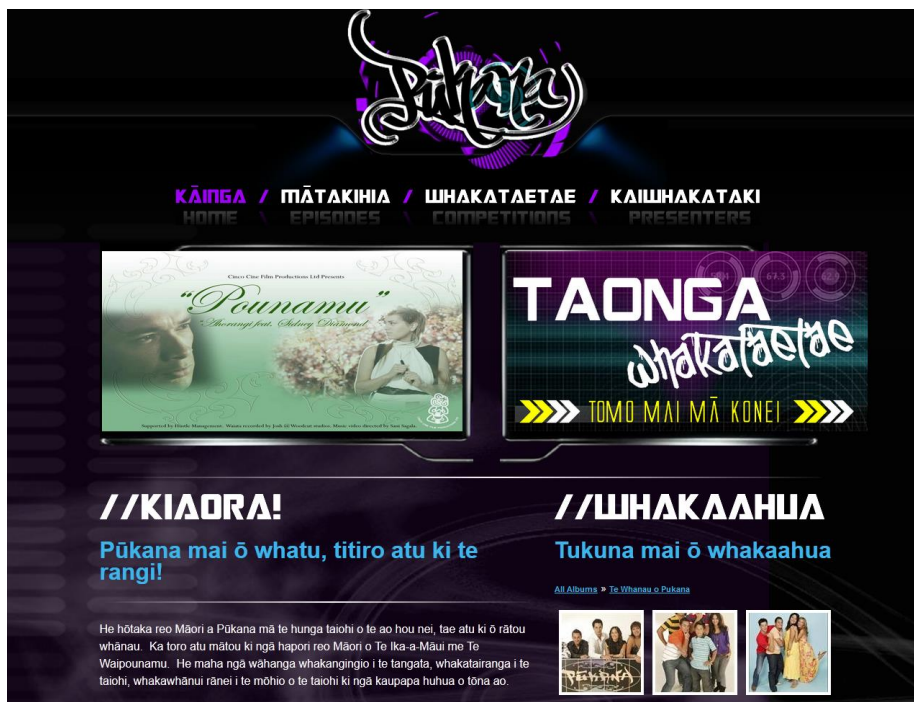 Pūkana
KĀINGA / MĀTAKIHIA / WHAKATAETAE / KAIWHAKATAKI
HOME \ EPISODES \ COMPETITIONS \ PRESENTERS
Cinco Cine Film Productions Ltd Presents
"Pounamu"
"Ahorangi feat. Sidney Diamond
TAONGA
whakataetae
TOMO MAI MĀ KONEI
//KIAORA!
Pūkana mai ō whatu, titiro atu ki te
rangi!
He hōtaka reo Māori a Pūkana mā te hunga taiohi o te ao hou nei, tae atu ki ō rātou
whānau. Ka toro atu mātou ki ngā hapori reo Māori o Te Ika-a-Māui me Te
Waipounamu. He maha ngā wāhanga whakangingio i te tangata, whakatairanga i te
taiohi, whakawhānui rānei i te mōhio o te taiohi ki ngā kaupapa huhua o tōna ao.
//WHAKAAHUA
Tukuna mai ō whakaahua
All Albums » Te Whanau o Pukana
PŪKANA